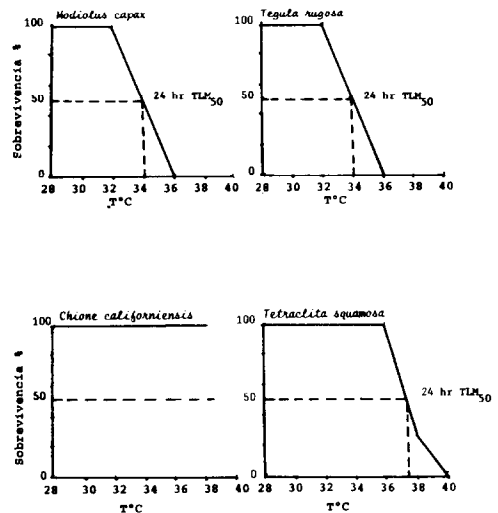 Modiolus capax
100
50
0
Sobrevivencia %
24 hr TLM50
28 30 32 34 36 38 40
T°C
Tegula rugosa
100
50
0
24 hr TLM50
28 30 32 34 36 38 40
T°C
Chione californiensis
100
50
0
Sobrevivencia %
28 30 32 34 36 38 40
T°C
Tetraclita squamosa
100
50
0
24 hr TLM50
28 30 32 34 36 38 40
T°C